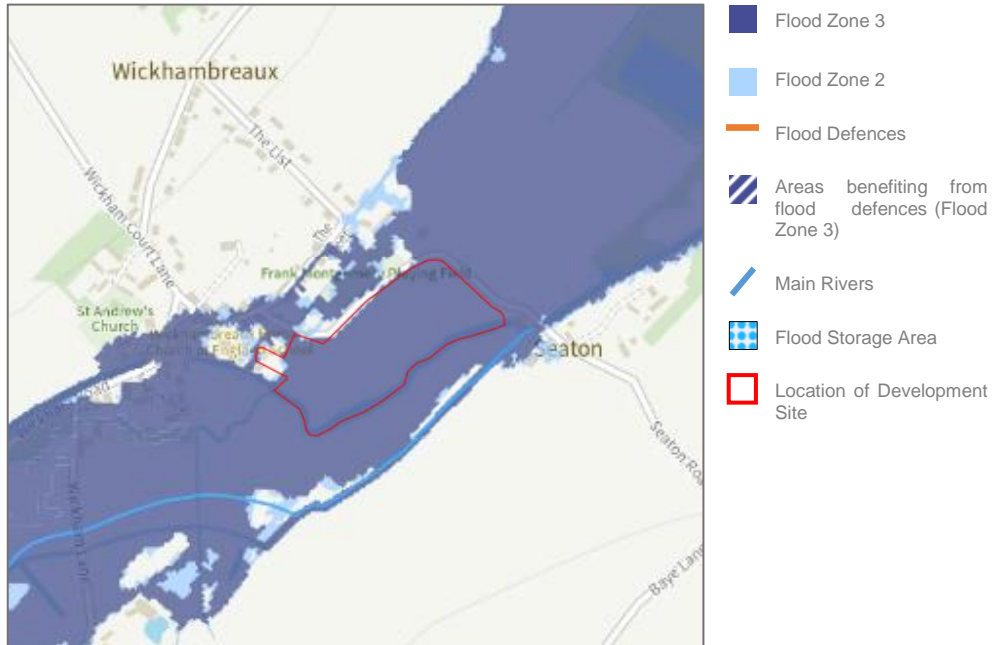 Wickhambreaux
The List
Wickham Court Lane
The
Frank Montgomery Playing Field
St Andrew's
Church
Seaton
Seaton Roa
Wickham Lane
Baye Lane
Flood Zone 3
Flood Zone 2
Flood Defences
Areas benefiting from
flood defences (Flood
Zone 3)
Main Rivers
Flood Storage Area
Location of Development
Site